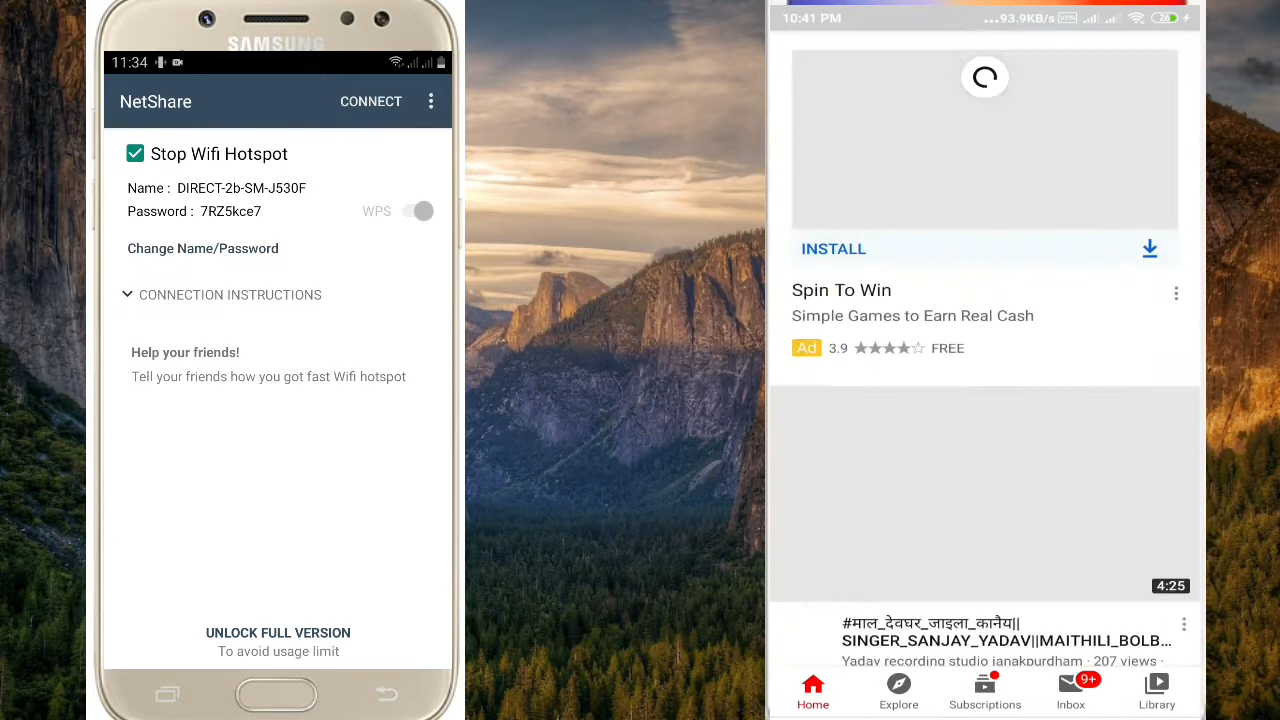 SAMSUNG
11:34
NetShare
CONNECT
Stop Wifi Hotspot
Name : DIRECT-2b-SM-J530F
Password : 7RZ5kce7
WPS
Change Name/Password
CONNECTION INSTRUCTIONS
Help your friends!
Tell your friends how you got fast Wifi hotspot
UNLOCK FULL VERSION
To avoid usage limit
10:41 PM
...93.9KB/s VPN 26
INSTALL
Spin To Win
Simple Games to Earn Real Cash
Ad 3.9 ★★★★☆ FREE
4:25
#माल_देवघर_जाइला_कानैय||
SINGER_SANJAY_YADAV||MAITHILI_BOLB...
Yadav recording studio janakpurdham · 207 views ·
9+
Home
Explore
Subscriptions
Inbox
Library